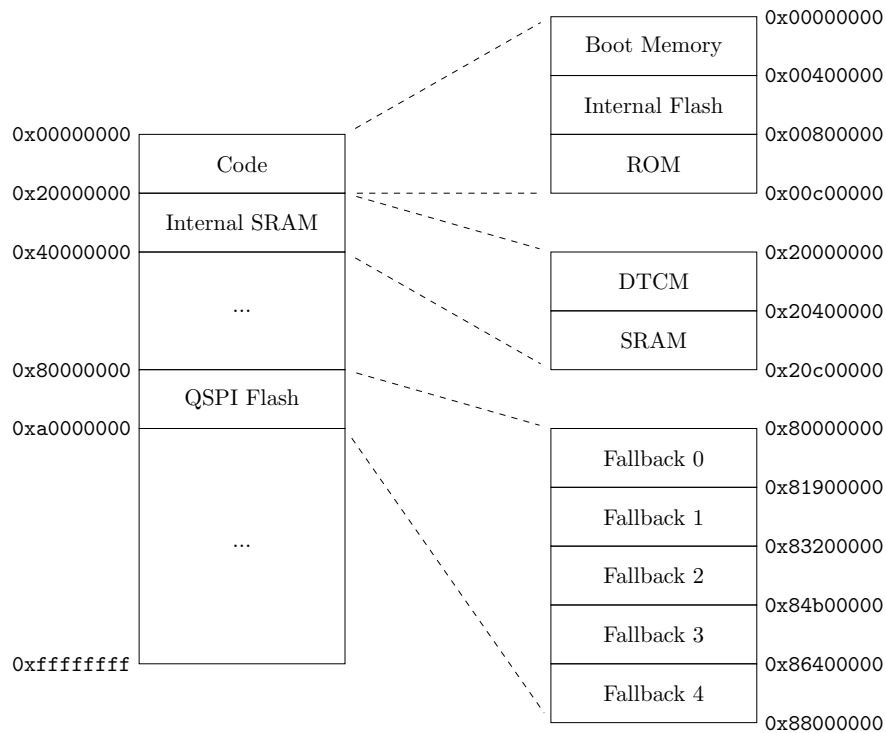 0x00000000
Code
0x20000000
Internal SRAM
0x40000000
...
0x80000000
QSPI Flash
0xa0000000
...
0xffffffff
0x00000000
Boot Memory
0x00400000
Internal Flash
0x00800000
ROM
0x00c00000
0x20000000
DTCM
0x20400000
SRAM
0x20c00000
0x80000000
Fallback 0
0x81900000
Fallback 1
0x83200000
Fallback 2
0x84b00000
Fallback 3
0x86400000
Fallback 4
0x88000000